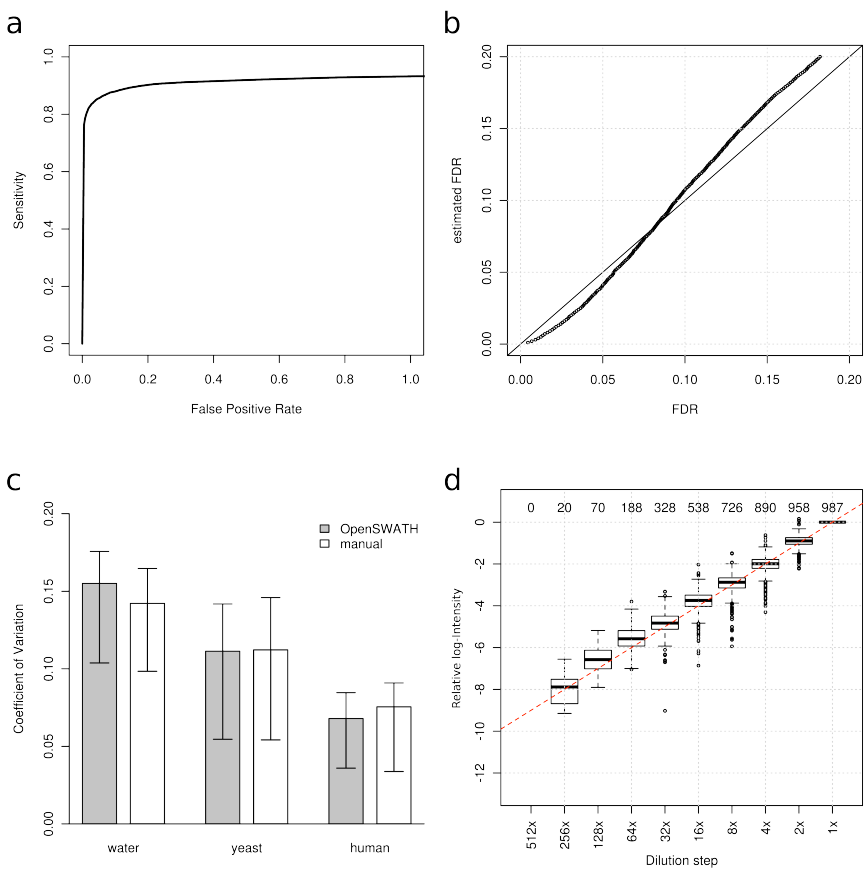 a
1.0
0.8
0.6
0.4
0.2
0.0
Sensitivity
0.0 0.2 0.4 0.6 0.8 1.0
False Positive Rate
b
0.20
0.15
0.10
0.05
0.00
estimated FDR
0.00 0.05 0.10 0.15 0.20
FDR
c
0.20
0.15
0.10
0.05
0.00
Coefficient of Variation
OpenSWATH
manual
water yeast human
d
0 20 70 188 328 538 726 890 958 987
0
-2
-4
-6
-8
-10
-12
Relative log-Intensity
512x 256x 128x 64x 32x 16x 8x 4x 2x 1x
Dilution step